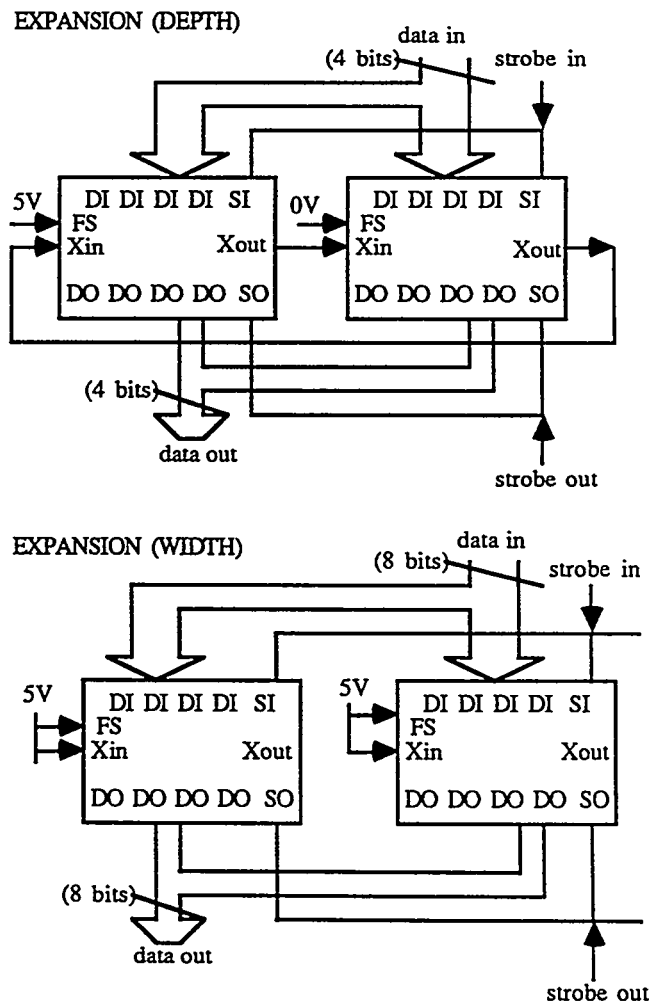 EXPANSION (DEPTH)
data in
(4 bits)
strobe in
5V
DI DI DI DI SI
FS
Xin
Xout
DO DO DO DO SO
0V
DI DI DI DI SI
FS
Xin
Xout
DO DO DO DO SO
(4 bits)
data out
strobe out
EXPANSION (WIDTH)
data in
(8 bits)
strobe in
5V
DI DI DI DI SI
FS
Xin
Xout
DO DO DO DO SO
5V
DI DI DI DI SI
FS
Xin
Xout
DO DO DO DO SO
(8 bits)
data out
strobe out